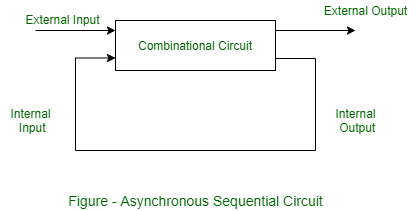 External Input
External Output
Combinational Circuit
Internal
Input
Internal
Output
Figure - Asynchronous Sequential Circuit